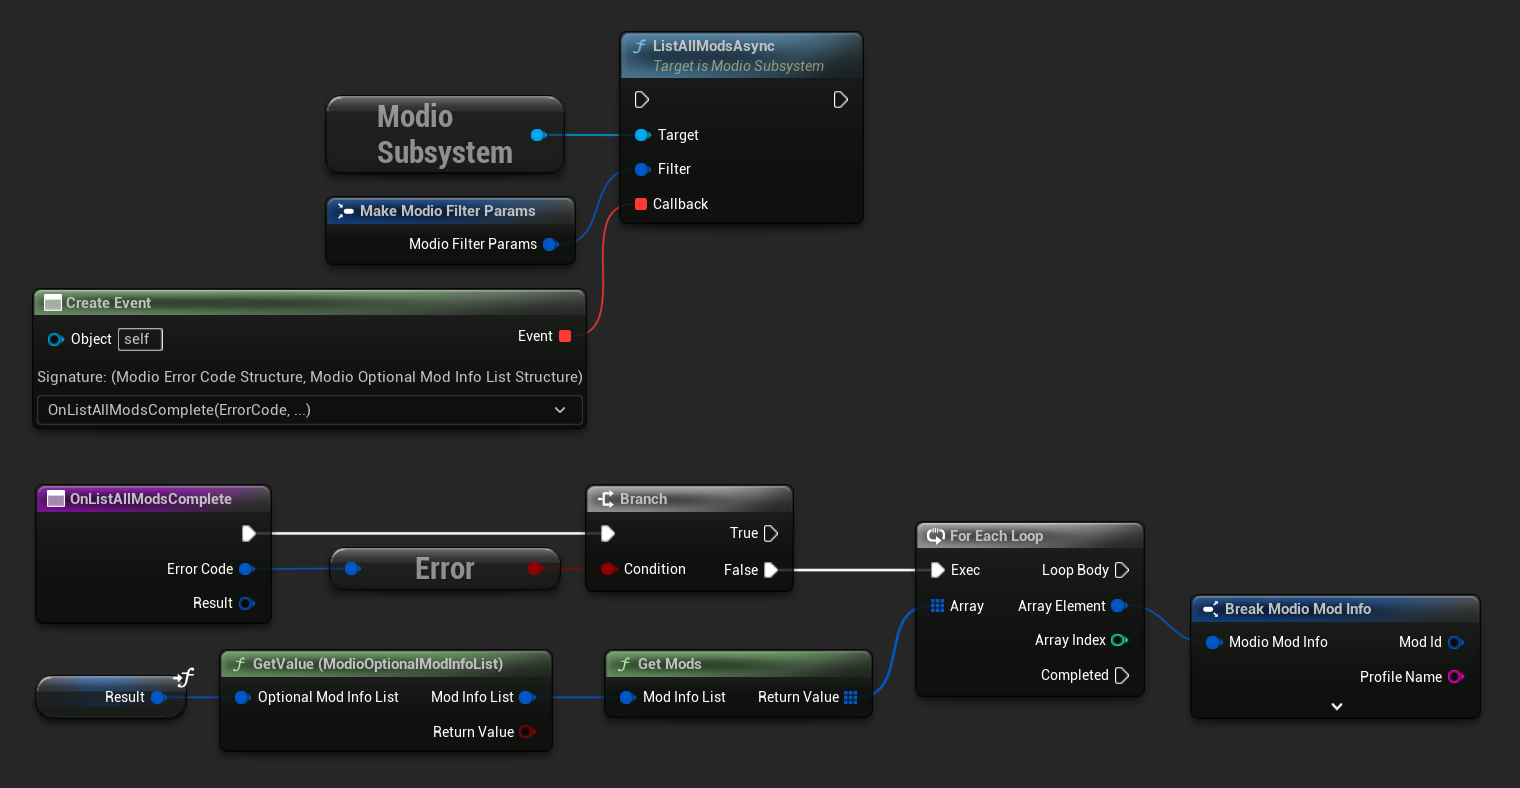 ListAllModsAsync
Target is Modio Subsystem
Target
Filter
Callback
Modio
Subsystem
Make Modio Filter Params
Modio Filter Params
Create Event
Object self
Event
Signature: (Modio Error Code Structure, Modio Optional Mod Info List Structure)
OnListAllModsComplete(ErrorCode, ...)
OnListAllModsComplete
Error Code
Result
Error
Branch
True
Condition False
For Each Loop
Exec Loop Body
Array Array Element
Array Index
Completed
Break Modio Mod Info
Modio Mod Info Mod Id
Profile Name
Result
GetValue (ModioOptionalModInfoList)
Optional Mod Info List Mod Info List
Return Value
Get Mods
Mod Info List Return Value